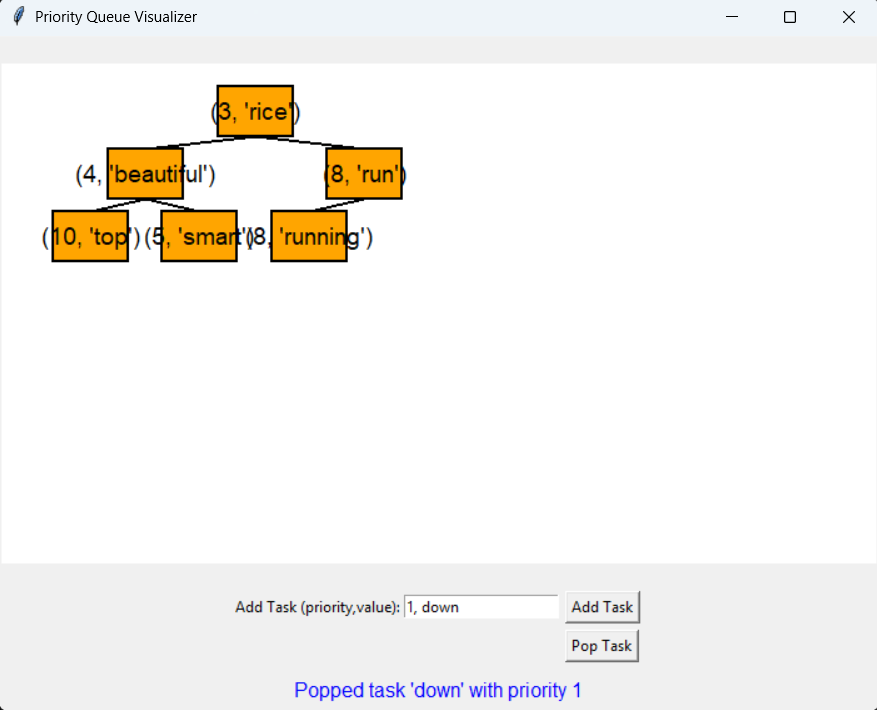 Priority Queue Visualizer
(3, 'rice')
(4, 'beautiful') (8, 'run')
(10, 'top') (5, 'smart') (8, 'running')
Add Task (priority,value): 1, down Add Task
Pop Task
Popped task 'down' with priority 1